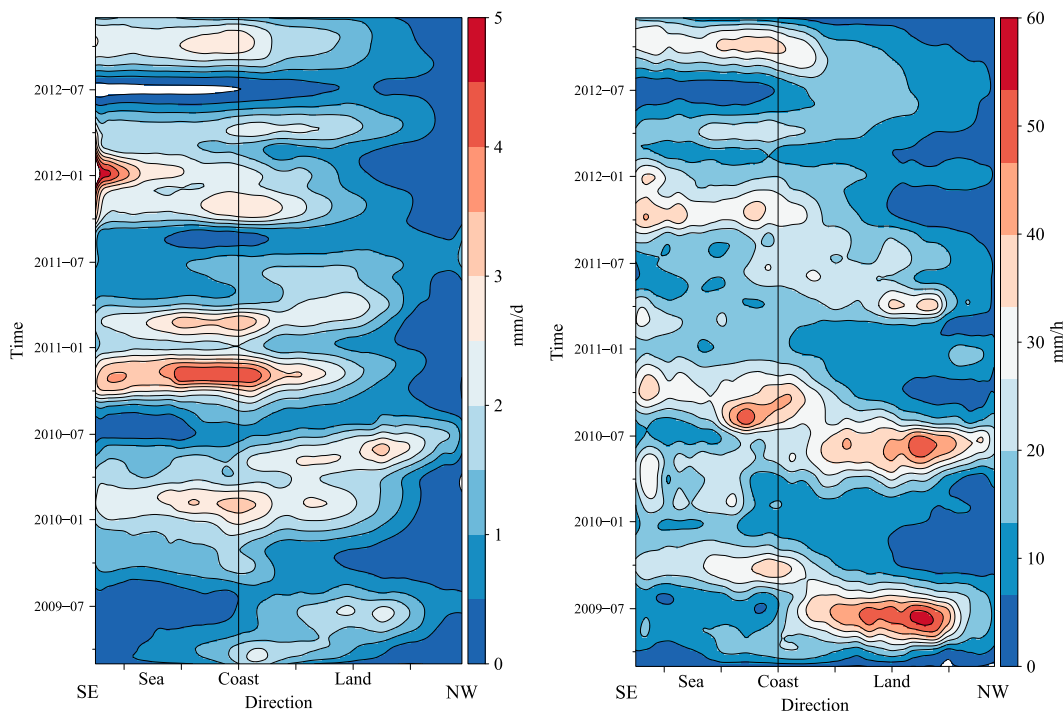 5
4
3
2
1
0
mm/d
2012−07
2012−01
2011−07
2011−01
2010−07
2010−01
2009−07
Time
SE
Sea
Coast
Land
NW
Direction
60
50
40
30
20
10
0
mm/h
2012−07
2012−01
2011−07
2011−01
2010−07
2010−01
2009−07
Time
SE
Sea
Coast
Land
NW
Direction